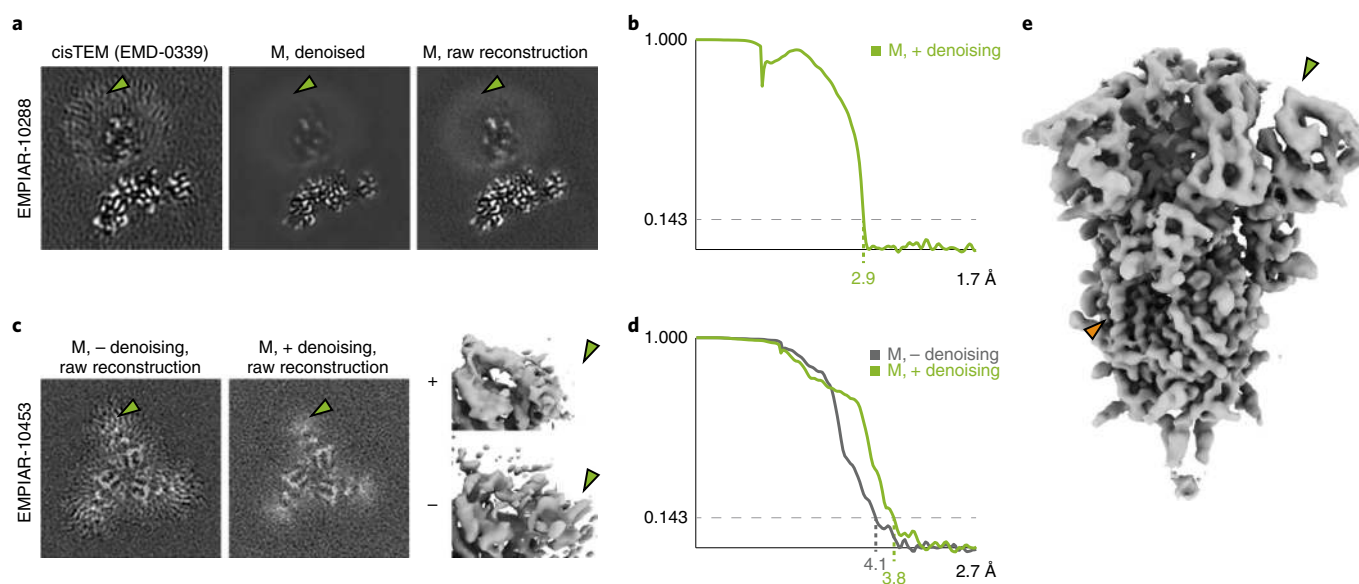 a
cisTEM (EMD-0339)
M, denoised
M, raw reconstruction
EMPIAR-10288
b
1.000
M, + denoising
0.143
2.9
1.7 Å
c
M, – denoising,
raw reconstruction
M, + denoising,
raw reconstruction
EMPIAR-10453
+
–
d
1.000
M, – denoising
M, + denoising
0.143
4.1
3.8
2.7 Å
e